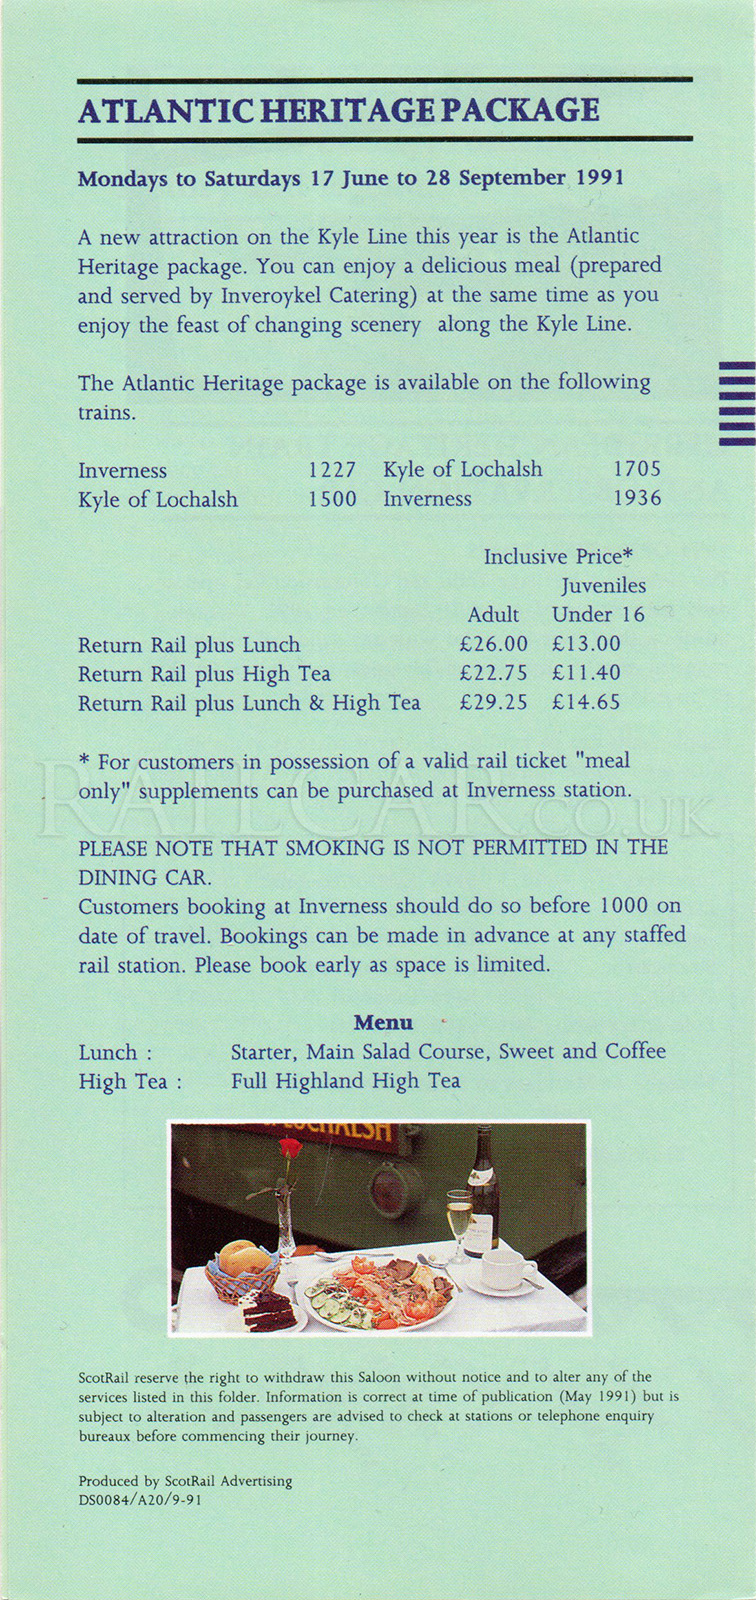 ATLANTIC HERITAGE PACKAGE
Mondays to Saturdays 17 June to 28 September 1991
A new attraction on the Kyle Line this year is the Atlantic
Heritage package. You can enjoy a delicious meal (prepared
and served by Inveroykel Catering) at the same time as you
enjoy the feast of changing scenery along the Kyle Line.
The Atlantic Heritage package is available on the following
trains.
Inverness 1227 Kyle of Lochalsh 1705
Kyle of Lochalsh 1500 Inverness 1936
Inclusive Price*
Juveniles
Adult Under 16
Return Rail plus Lunch £26.00 £13.00
Return Rail plus High Tea £22.75 £11.40
Return Rail plus Lunch & High Tea £29.25 £14.65
* For customers in possession of a valid rail ticket "meal
only" supplements can be purchased at Inverness station.
RAILCAR.CO.UK
PLEASE NOTE THAT SMOKING IS NOT PERMITTED IN THE
DINING CAR.
Customers booking at Inverness should do so before 1000 on
date of travel. Bookings can be made in advance at any staffed
rail station. Please book early as space is limited.
Menu
Lunch : Starter, Main Salad Course, Sweet and Coffee
High Tea : Full Highland High Tea
LOCHALSH
ScotRail reserve the right to withdraw this Saloon without notice and to alter any of the
services listed in this folder. Information is correct at time of publication (May 1991) but is
subject to alteration and passengers are advised to check at stations or telephone enquiry
bureaux before commencing their journey.
Produced by ScotRail Advertising
DS0084/A20/9-91